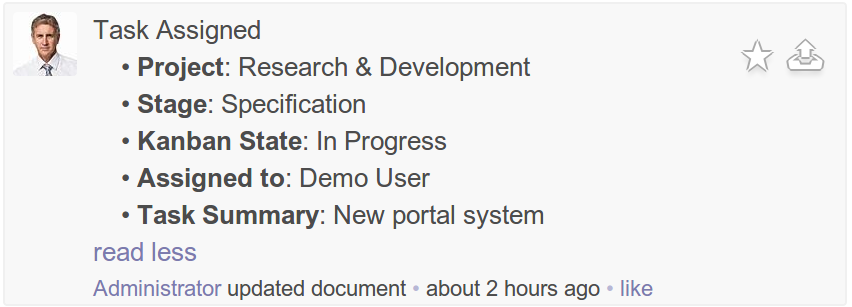 Task Assigned
• Project: Research & Development
• Stage: Specification
• Kanban State: In Progress
• Assigned to: Demo User
• Task Summary: New portal system
read less
Administrator updated document • about 2 hours ago • like